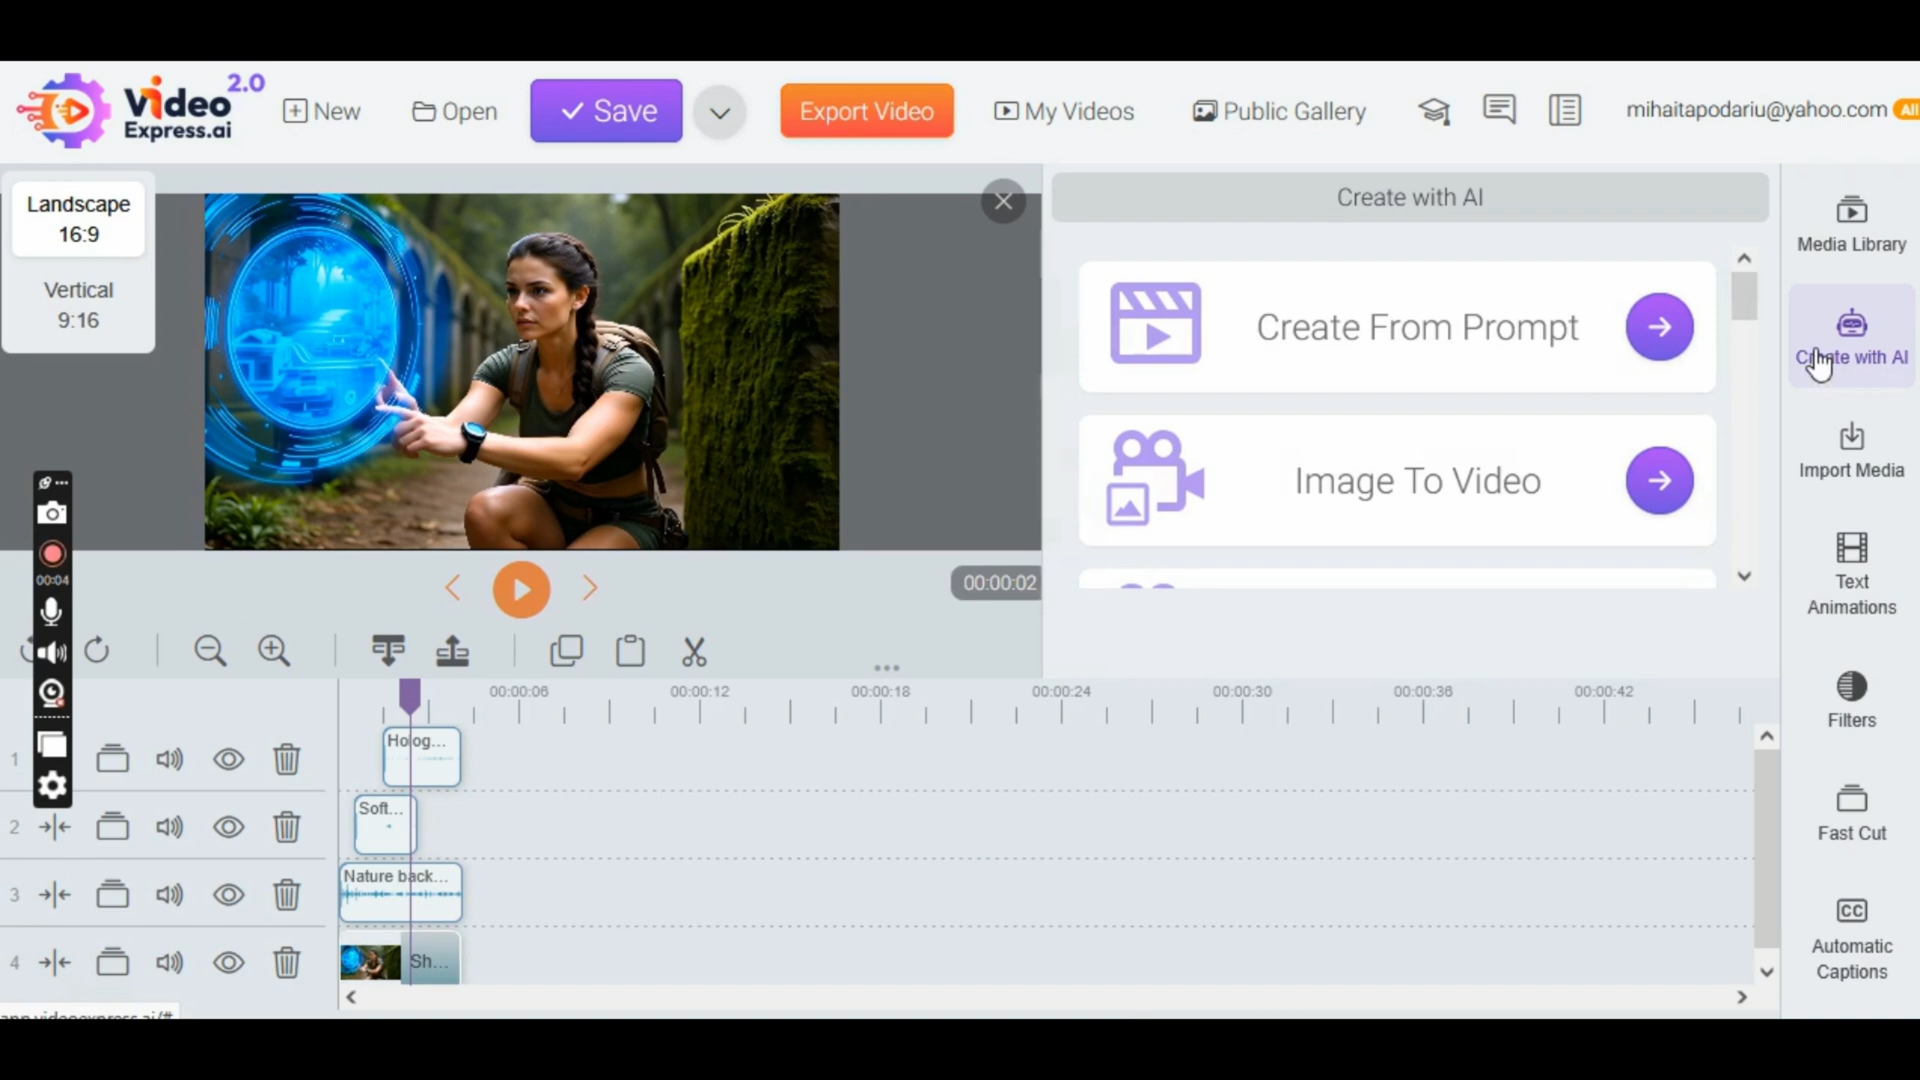 Video 2.0
Express.ai
New
Open
Save
Export Video
My Videos
Public Gallery
mihaitapodariu@yahoo.com
All
Landscape
16:9
Vertical
9:16
Create with AI
Create From Prompt
Image To Video
Media Library
Create with AI
Import Media
Text
Animations
Filters
Fast Cut
CC
Automatic
Captions
00:04
00:00:02
00:00:06
00:00:12
00:00:18
00:00:24
00:00:30
00:00:36
00:00:42
1
Holog...
2
Soft...
3
Nature back...
4
Sh...
app.videoexpress.ai/#